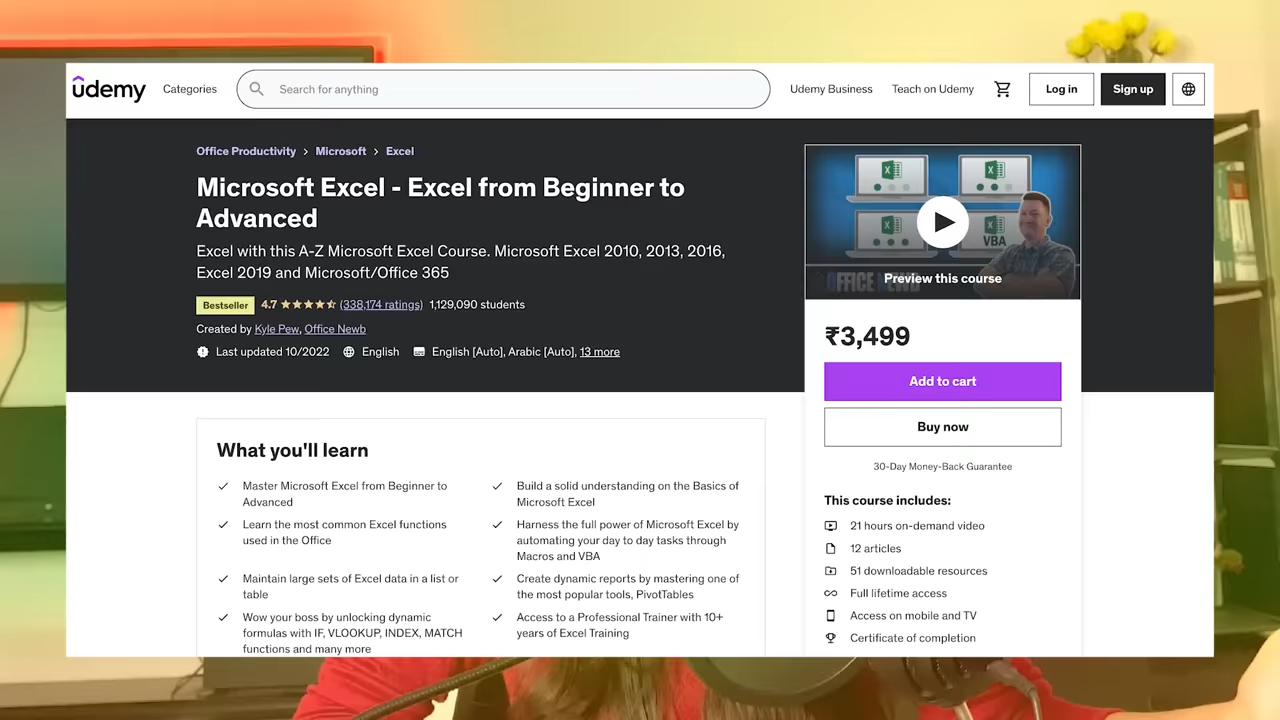 ûdemy Categories Search for anything Udemy Business Teach on Udemy Log in Sign up
Office Productivity > Microsoft > Excel
Microsoft Excel - Excel from Beginner to
Advanced
Excel with this A-Z Microsoft Excel Course. Microsoft Excel 2010, 2013, 2016,
Excel 2019 and Microsoft/Office 365
Bestseller 4.7 (338,174 ratings) 1,129,090 students
Created by Kyle Pew, Office Newb
Last updated 10/2022 English English [Auto], Arabic [Auto], 13 more
What you'll learn
Master Microsoft Excel from Beginner to
Advanced
Build a solid understanding on the Basics of
Microsoft Excel
Learn the most common Excel functions
used in the Office
Harness the full power of Microsoft Excel by
automating your day to day tasks through
Macros and VBA
Maintain large sets of Excel data in a list or
table
Create dynamic reports by mastering one of
the most popular tools, PivotTables
Wow your boss by unlocking dynamic
formulas with IF, VLOOKUP, INDEX, MATCH
functions and many more
Access to a Professional Trainer with 10+
years of Excel Training
VBA
OFFICE NEWB
Preview this course
₹3,499
Add to cart
Buy now
30-Day Money-Back Guarantee
This course includes:
21 hours on-demand video
12 articles
51 downloadable resources
Full lifetime access
Access on mobile and TV
Certificate of completion